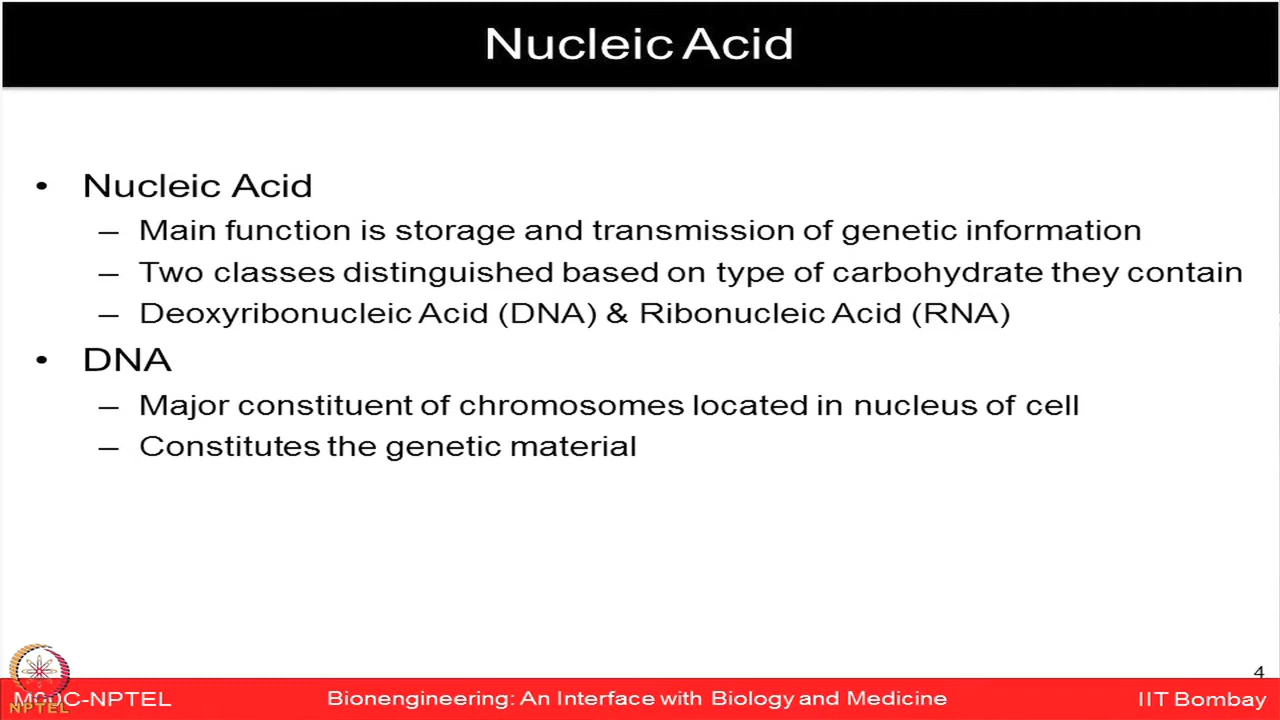 Nucleic Acid
• Nucleic Acid
– Main function is storage and transmission of genetic information
– Two classes distinguished based on type of carbohydrate they contain
– Deoxyribonucleic Acid (DNA) & Ribonucleic Acid (RNA)
• DNA
– Major constituent of chromosomes located in nucleus of cell
– Constitutes the genetic material
4
MOOC-NPTEL
NPTEL
Bionengineering: An Interface with Biology and Medicine
IIT Bombay